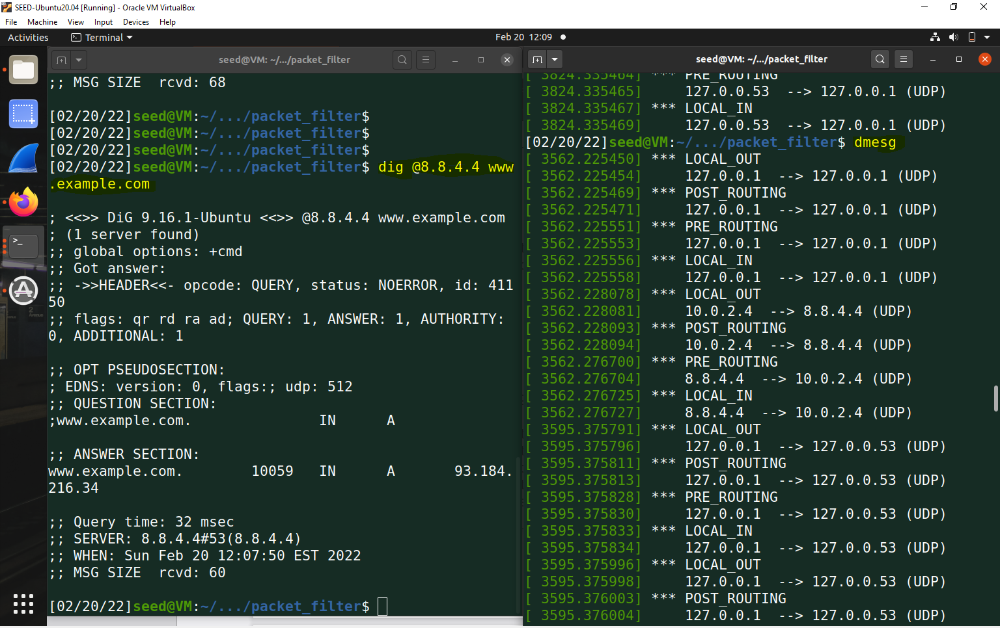 SEED-Ubuntu20.04 [Running] - Oracle VM VirtualBox
File Machine View Input Devices Help
Activities Terminal Feb 20 12:09
seed@VM: ~/.../packet_filter
;; MSG SIZE  rcvd: 68
[02/20/22]seed@VM:~/.../packet_filter$
[02/20/22]seed@VM:~/.../packet_filter$
[02/20/22]seed@VM:~/.../packet_filter$
[02/20/22]seed@VM:~/.../packet_filter$ dig @8.8.4.4 www
.example.com
; <<>> DiG 9.16.1-Ubuntu <<>> @8.8.4.4 www.example.com
; (1 server found)
;; global options: +cmd
;; Got answer:
;; ->>HEADER<<- opcode: QUERY, status: NOERROR, id: 411
50
;; flags: qr rd ra ad; QUERY: 1, ANSWER: 1, AUTHORITY:
0, ADDITIONAL: 1
;; OPT PSEUDOSECTION:
; EDNS: version: 0, flags:; udp: 512
;; QUESTION SECTION:
;www.example.com. IN A
;; ANSWER SECTION:
www.example.com. 10059 IN A 93.184.
216.34
;; Query time: 32 msec
;; SERVER: 8.8.4.4#53(8.8.4.4)
;; WHEN: Sun Feb 20 12:07:50 EST 2022
;; MSG SIZE  rcvd: 60
[02/20/22]seed@VM:~/.../packet_filter$
seed@VM: ~/.../packet_filter
[ 3824.335464] *** PRE_ROUTING
[ 3824.335465]     127.0.0.53  --> 127.0.0.1 (UDP)
[ 3824.335467] *** LOCAL_IN
[ 3824.335469]     127.0.0.53  --> 127.0.0.1 (UDP)
[02/20/22]seed@VM:~/.../packet_filter$ dmesg
[ 3562.225450] *** LOCAL_OUT
[ 3562.225454]     127.0.0.1  --> 127.0.0.1 (UDP)
[ 3562.225469] *** POST_ROUTING
[ 3562.225471]     127.0.0.1  --> 127.0.0.1 (UDP)
[ 3562.225551] *** PRE_ROUTING
[ 3562.225553]     127.0.0.1  --> 127.0.0.1 (UDP)
[ 3562.225556] *** LOCAL_IN
[ 3562.225558]     127.0.0.1  --> 127.0.0.1 (UDP)
[ 3562.228078] *** LOCAL_OUT
[ 3562.228081]     10.0.2.4  --> 8.8.4.4 (UDP)
[ 3562.228093] *** POST_ROUTING
[ 3562.228094]     10.0.2.4  --> 8.8.4.4 (UDP)
[ 3562.276700] *** PRE_ROUTING
[ 3562.276704]     8.8.4.4  --> 10.0.2.4 (UDP)
[ 3562.276725] *** LOCAL_IN
[ 3562.276727]     8.8.4.4  --> 10.0.2.4 (UDP)
[ 3595.375791] *** LOCAL_OUT
[ 3595.375796]     127.0.0.1  --> 127.0.0.53 (UDP)
[ 3595.375811] *** POST_ROUTING
[ 3595.375813]     127.0.0.1  --> 127.0.0.53 (UDP)
[ 3595.375828] *** PRE_ROUTING
[ 3595.375830]     127.0.0.1  --> 127.0.0.53 (UDP)
[ 3595.375833] *** LOCAL_IN
[ 3595.375834]     127.0.0.1  --> 127.0.0.53 (UDP)
[ 3595.375996] *** LOCAL_OUT
[ 3595.375998]     127.0.0.1  --> 127.0.0.53 (UDP)
[ 3595.376003] *** POST_ROUTING
[ 3595.376004]     127.0.0.1  --> 127.0.0.53 (UDP)